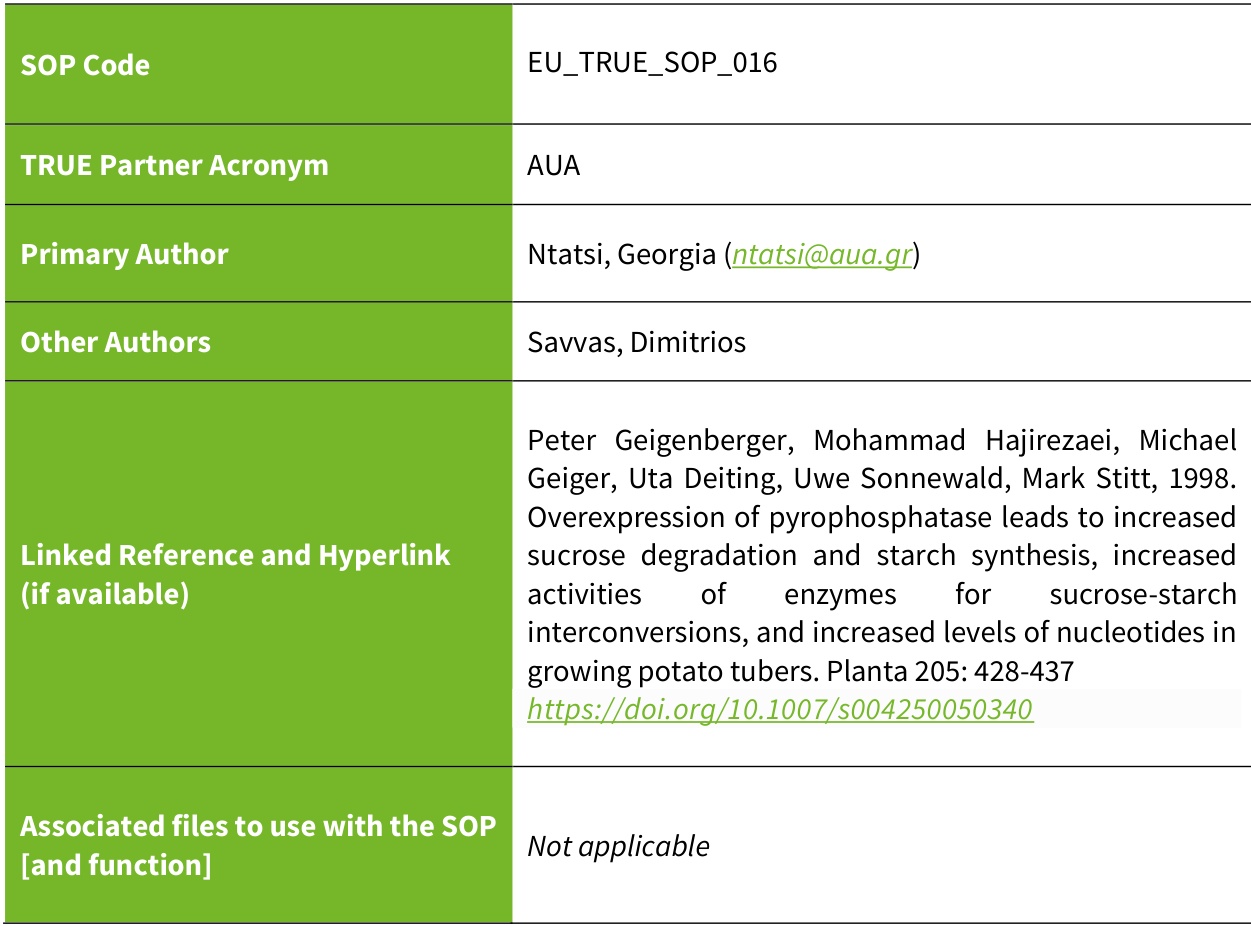 SOP Code
EU_TRUE_SOP_016
TRUE Partner Acronym
AUA
Primary Author
Ntatsi, Georgia (ntatsi@aua.gr)
Other Authors
Savvas, Dimitrios
Linked Reference and Hyperlink
(if available)
Peter Geigenberger, Mohammad Hajirezaei, Michael
Geiger, Uta Deiting, Uwe Sonnewald, Mark Stitt, 1998.
Overexpression of pyrophosphatase leads to increased
sucrose degradation and starch synthesis, increased
activities of enzymes for sucrose-starch
interconversions, and increased levels of nucleotides in
growing potato tubers. Planta 205: 428-437
https://doi.org/10.1007/s004250050340
Associated files to use with the SOP
[and function]
Not applicable